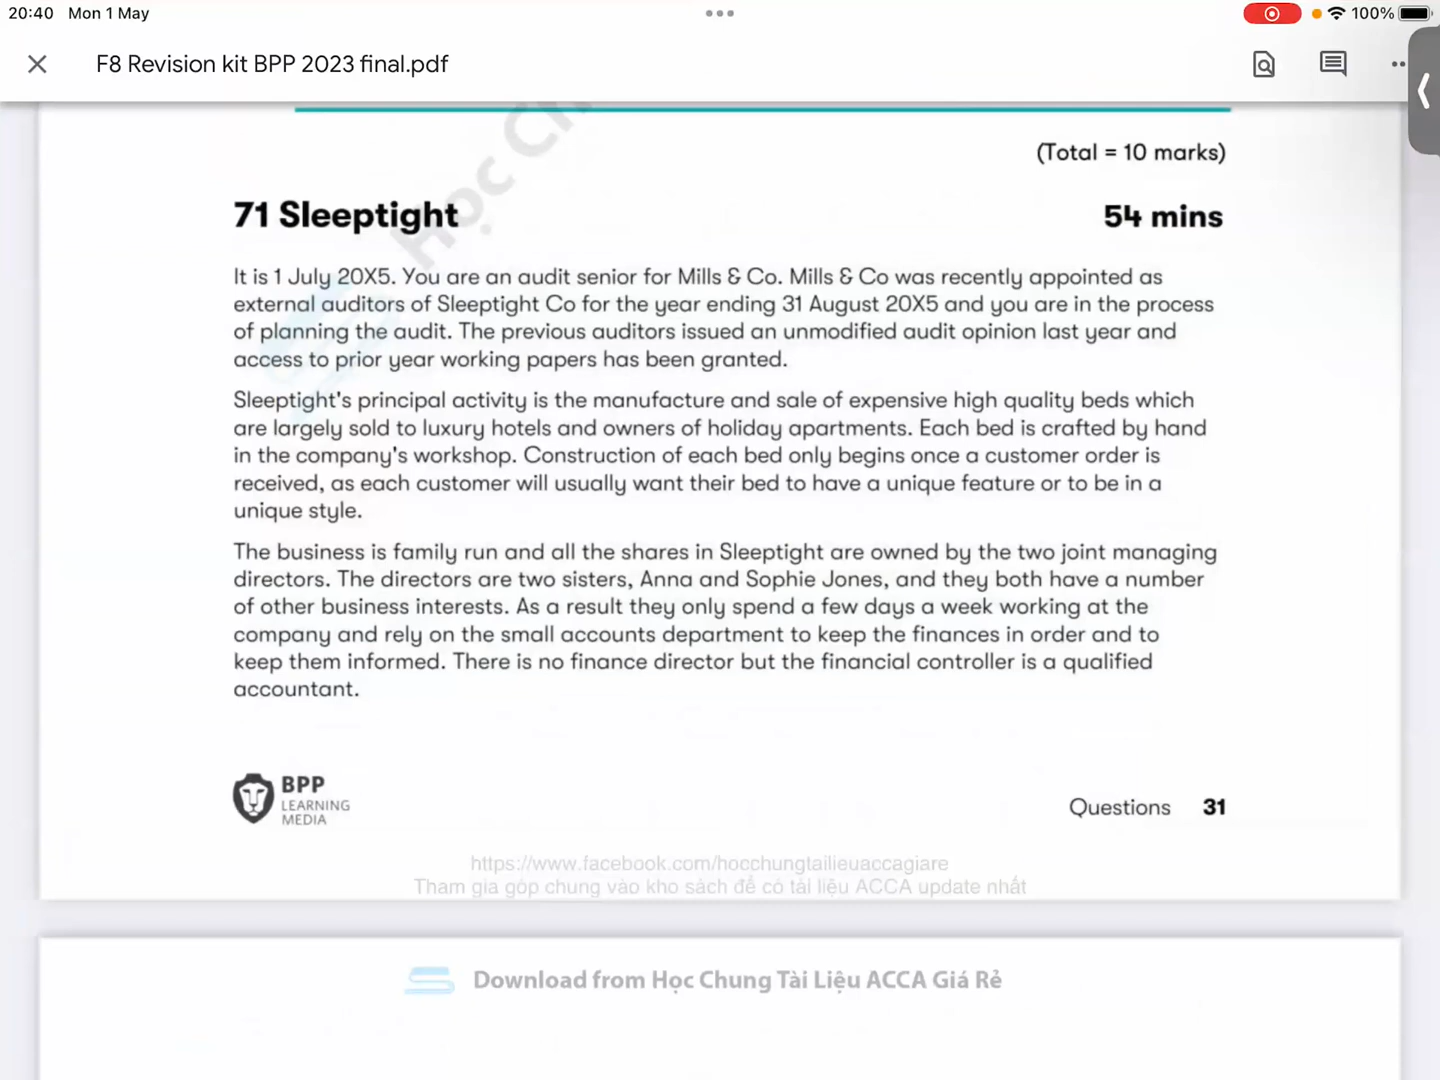 20:40 Mon 1 May
100%
F8 Revision kit BPP 2023 final.pdf
Học Ch
(Total = 10 marks)
71 Sleeptight 54 mins
It is 1 July 20X5. You are an audit senior for Mills & Co. Mills & Co was recently appointed as
external auditors of Sleeptight Co for the year ending 31 August 20X5 and you are in the process
of planning the audit. The previous auditors issued an unmodified audit opinion last year and
access to prior year working papers has been granted.
Sleeptight's principal activity is the manufacture and sale of expensive high quality beds which
are largely sold to luxury hotels and owners of holiday apartments. Each bed is crafted by hand
in the company's workshop. Construction of each bed only begins once a customer order is
received, as each customer will usually want their bed to have a unique feature or to be in a
unique style.
The business is family run and all the shares in Sleeptight are owned by the two joint managing
directors. The directors are two sisters, Anna and Sophie Jones, and they both have a number
of other business interests. As a result they only spend a few days a week working at the
company and rely on the small accounts department to keep the finances in order and to
keep them informed. There is no finance director but the financial controller is a qualified
accountant.
BPP
LEARNING
MEDIA
Questions 31
https://www.facebook.com/hocchungtailieuaccagiare
Tham gia góp chung vào kho sách để có tài liệu ACCA update nhất
Download from Học Chung Tài Liệu ACCA Giá Rẻ